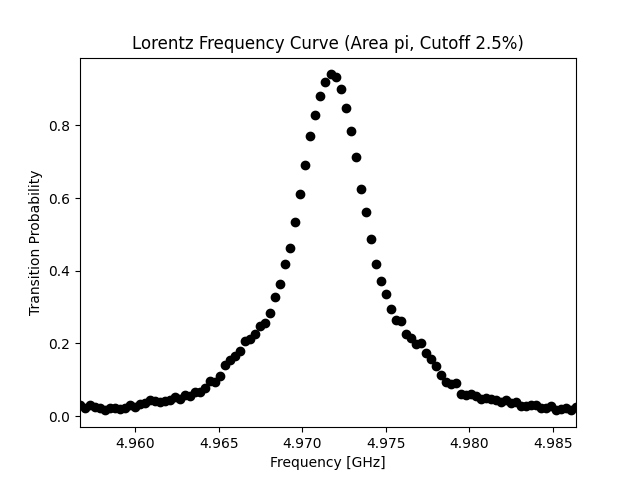 Lorentz Frequency Curve (Area pi, Cutoff 2.5%)
Transition Probability
0.8
0.6
0.4
0.2
0.0
4.960 4.965 4.970 4.975 4.980 4.985
Frequency [GHz]